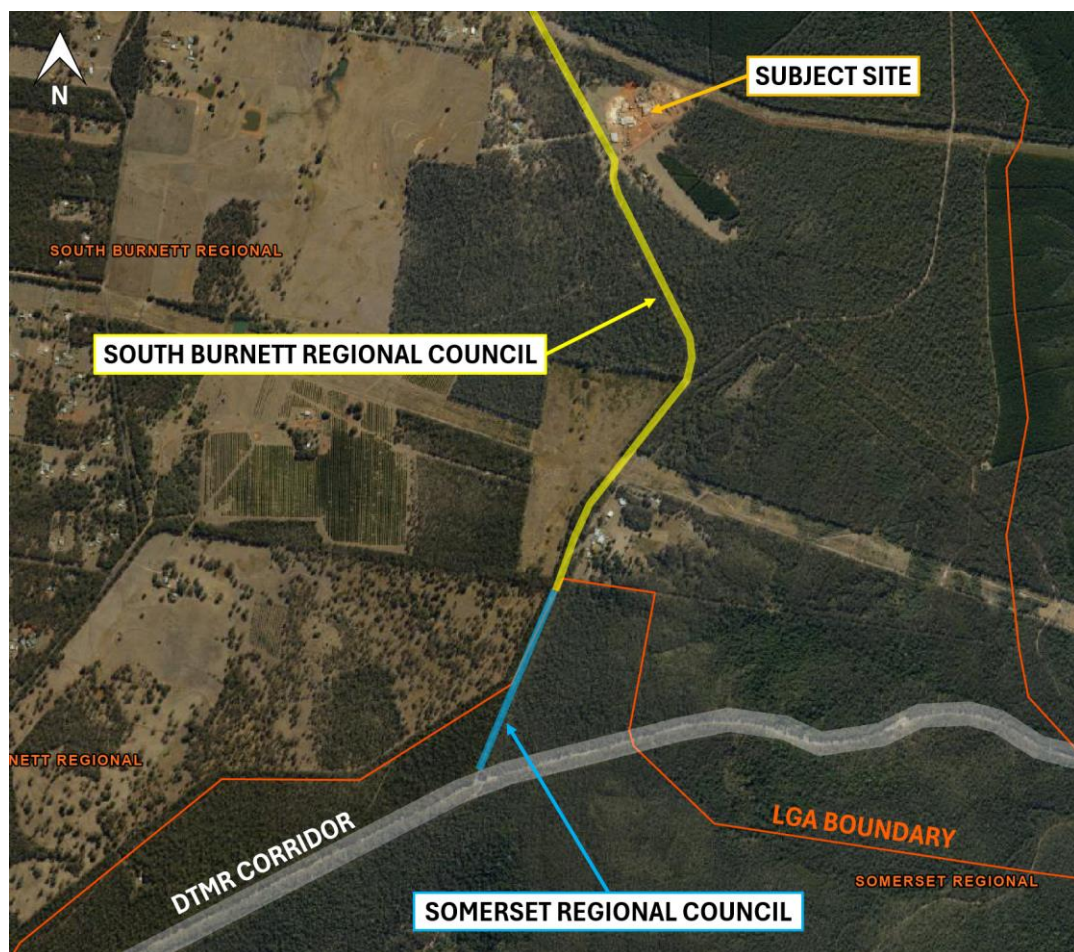 N
SUBJECT SITE
SOUTH BURNETT REGIONAL
SOUTH BURNETT REGIONAL COUNCIL
NETT REGIONAL
LGA BOUNDARY
DTMR CORRIDOR
SOMERSET REGIONAL
SOMERSET REGIONAL COUNCIL